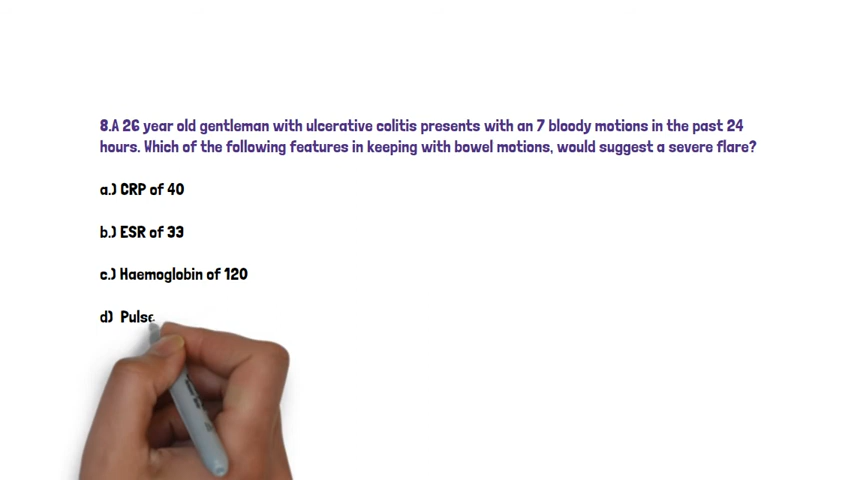 8.A 26 year old gentleman with ulcerative colitis presents with an 7 bloody motions in the past 24
hours. Which of the following features in keeping with bowel motions, would suggest a severe flare?
a.) CRP of 40
b.) ESR of 33
c.) Haemoglobin of 120
d) Pulse